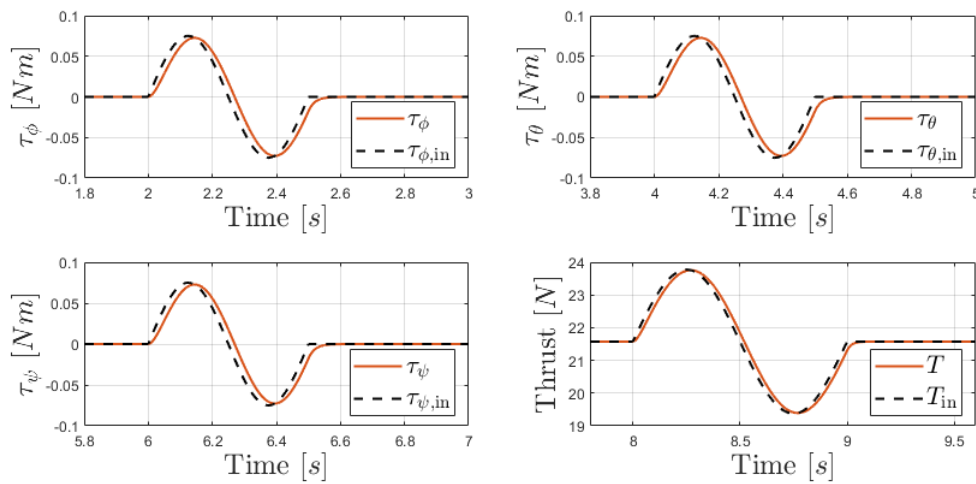 0.1
0.05
0
-0.05
-0.1
τ_ϕ [Nm]
τ_ϕ
τ_ϕ,in
1.8 2 2.2 2.4 2.6 2.8 3
Time [s]
0.1
0.05
0
-0.05
-0.1
τ_θ [Nm]
τ_θ
τ_θ,in
3.8 4 4.2 4.4 4.6 4.8 5
Time [s]
0.1
0.05
0
-0.05
-0.1
τ_ψ [Nm]
τ_ψ
τ_ψ,in
5.8 6 6.2 6.4 6.6 6.8 7
Time [s]
24
23
22
21
20
19
Thrust [N]
T
T_in
8 8.5 9 9.5
Time [s]